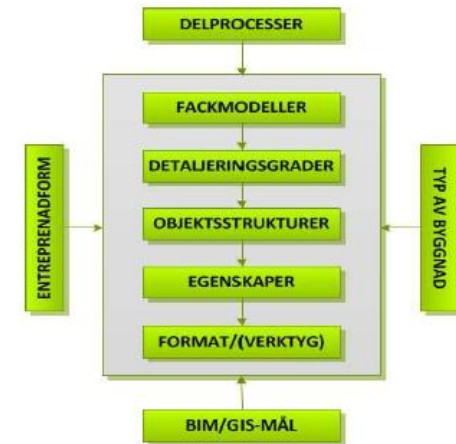 DELPROCESSER
FACKMODELLER
DETALJERINGSGRADER
OBJEKTSSTRUKTURER
EGENSKAPER
FORMAT/(VERKTYG)
ENTREPRENADFORM
TYP AV BYGGNAD
BIM/GIS-MÅL